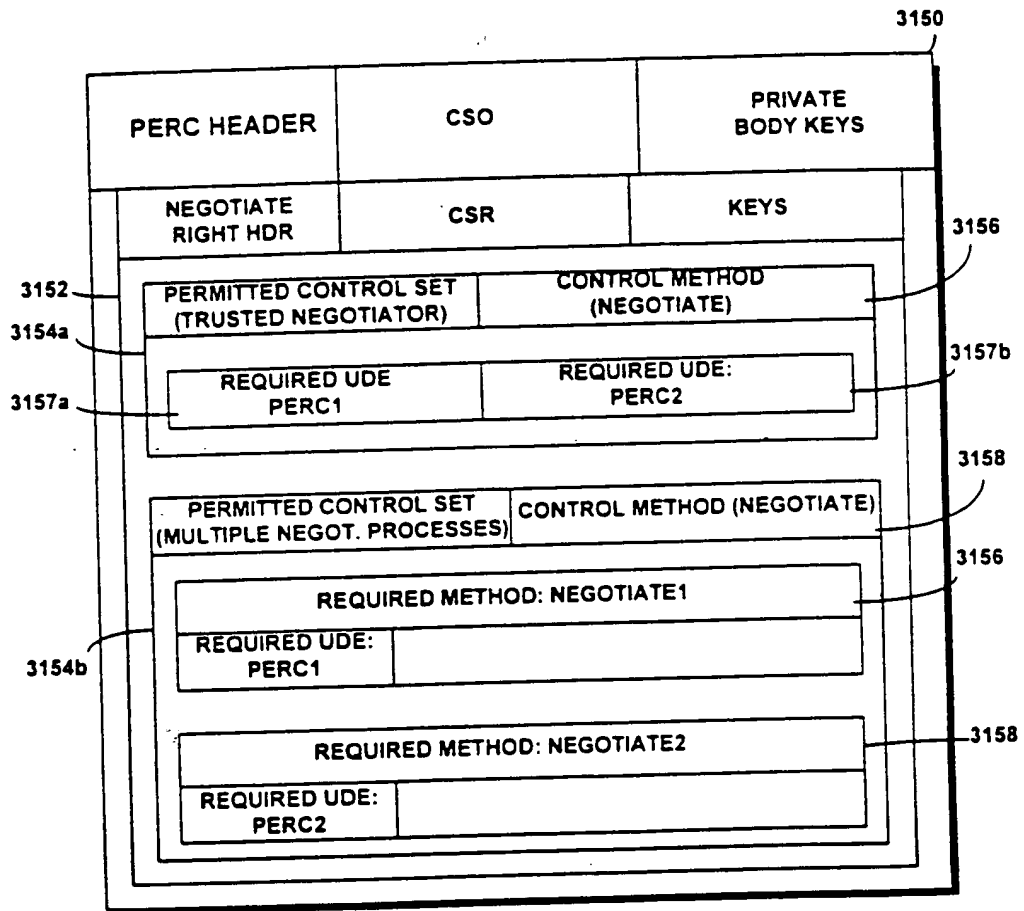 3150
PERC HEADER
CSO
PRIVATE
BODY KEYS
NEGOTIATE
RIGHT HDR
CSR
KEYS
3156
3152
PERMITTED CONTROL SET
(TRUSTED NEGOTIATOR)
CONTROL METHOD
(NEGOTIATE)
3154a
3157b
REQUIRED UDE
PERC1
REQUIRED UDE:
PERC2
3157a
3158
PERMITTED CONTROL SET
(MULTIPLE NEGOT. PROCESSES)
CONTROL METHOD (NEGOTIATE)
3156
REQUIRED METHOD: NEGOTIATE1
REQUIRED UDE:
PERC1
3154b
REQUIRED METHOD: NEGOTIATE2
3158
REQUIRED UDE:
PERC2